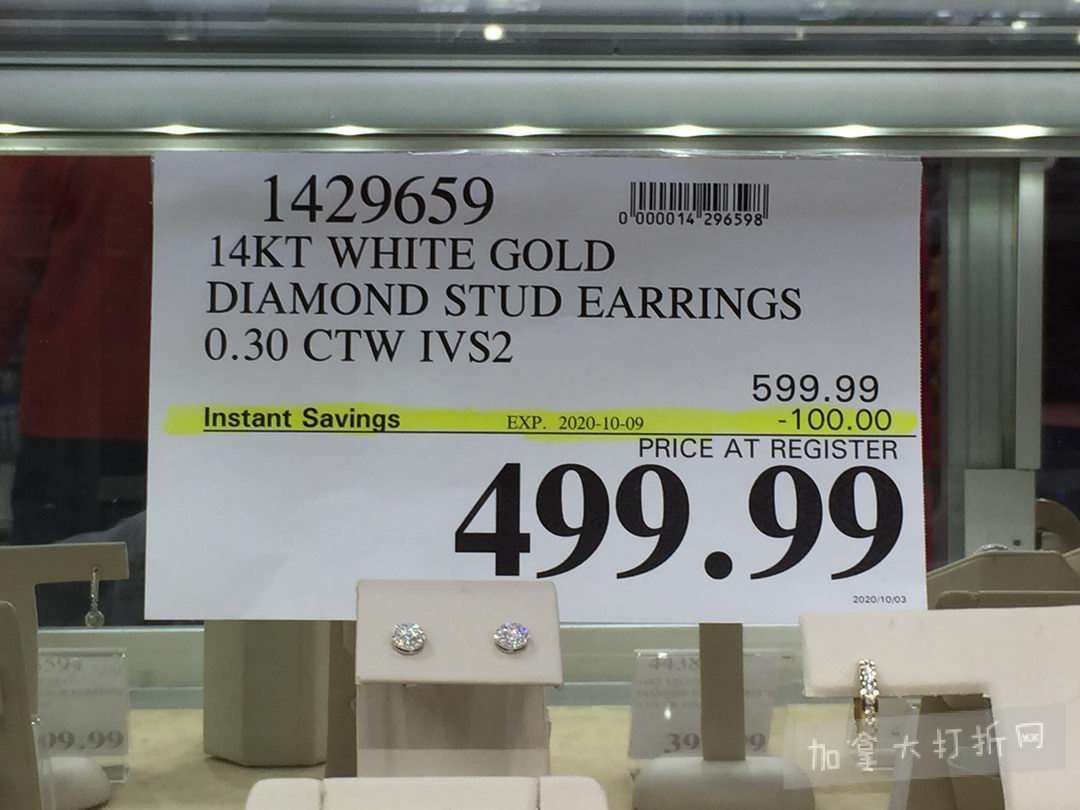 1429659
0 000014 296598
14KT WHITE GOLD
DIAMOND STUD EARRINGS
0.30 CTW IVS2
599.99
Instant Savings EXP. 2020-10-09 -100.00
PRICE AT REGISTER
499.99
2020/10/03
加拿大打折网